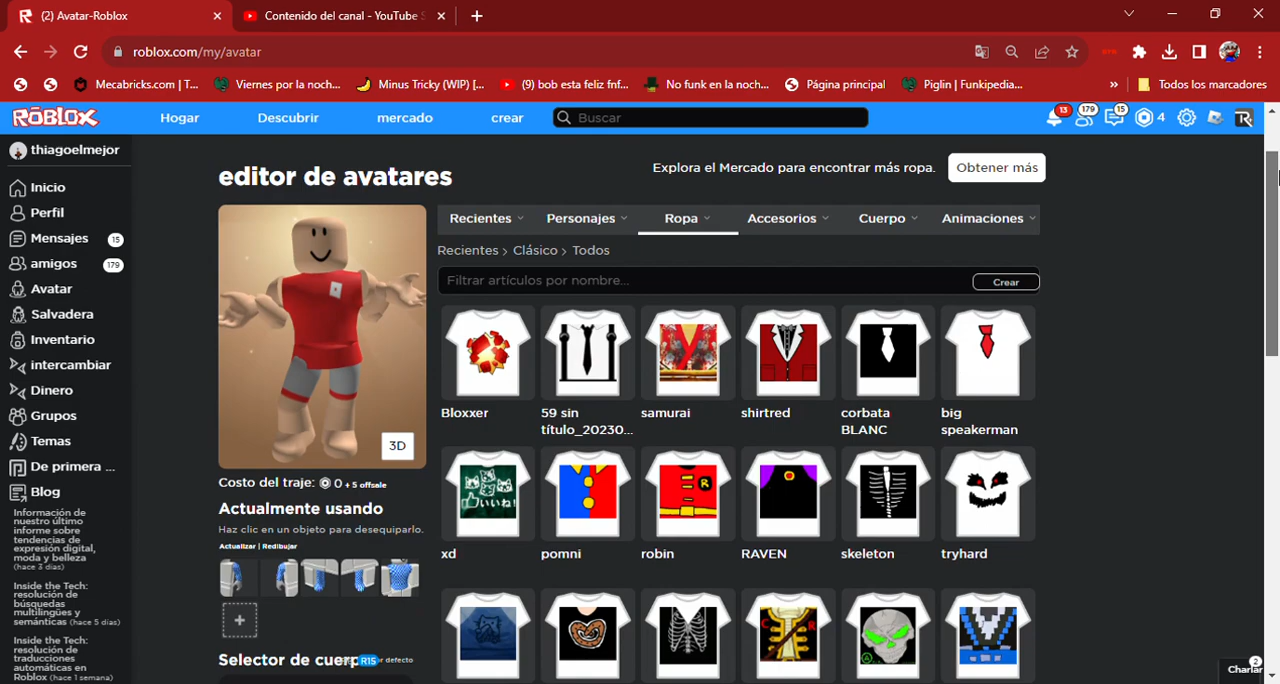 (2) Avatar-Roblox
Contenido del canal - YouTube S
roblox.com/my/avatar
Mecabricks.com | T...
Viernes por la noch...
Minus Tricky (WIP) [...
(9) bob esta feliz fnf...
No funk en la noch...
Página principal
Piglin | Funkipedia...
»
Todos los marcadores
ROBLOX
Hogar
Descubrir
mercado
crear
Buscar
13
179
15
4
thiagoelmejor
Inicio
Perfil
Mensajes 15
amigos 179
Avatar
Salvadera
Inventario
intercambiar
Dinero
Grupos
Temas
De primera ...
Blog
Información de
nuestro último
informe sobre
tendencias de
expresión digital,
moda y belleza
(hace 3 días)
Inside the Tech:
resolución de
búsquedas
multilingües y
semánticas (hace 5 días)
Inside the Tech:
resolución de
traducciones
automáticas en
Roblox (hace 1 semana)
editor de avatares
Explora el Mercado para encontrar más ropa.
Obtener más
3D
Costo del traje: 0 + 5 offsale
Actualmente usando
Haz clic en un objeto para desequiparlo.
Actualizar | Redibujar
+
Selector de cuerp R15 or defecto
Recientes
Personajes
Ropa
Accesorios
Cuerpo
Animaciones
Recientes > Clásico > Todos
Filtrar artículos por nombre...
Crear
Bloxxer
59 sin
título_20230...
samurai
shirtred
corbata
BLANC
big
speakerman
xd
pomni
robin
RAVEN
skeleton
tryhard
いいね!
R
C R
Charlar
2